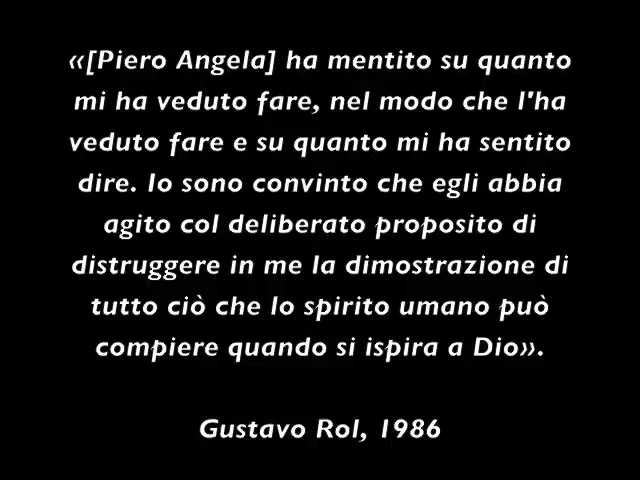 «[Piero Angela] ha mentito su quanto
mi ha veduto fare, nel modo che l'ha
veduto fare e su quanto mi ha sentito
dire. Io sono convinto che egli abbia
agito col deliberato proposito di
distruggere in me la dimostrazione di
tutto ciò che lo spirito umano può
compiere quando si ispira a Dio».
Gustavo Rol, 1986